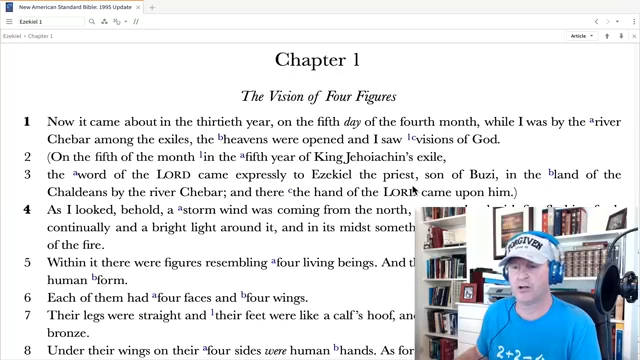 New American Standard Bible: 1995 Update
Ezekiel 1
Ezekiel • Chapter 1
Article
Chapter 1
The Vision of Four Figures
1 Now it came about in the thirtieth year, on the fifth day of the fourth month, while I was by the ariver
Chebar among the exiles, the bheavens were opened and I saw 1cvisions of God.
2 (On the fifth of the month 1in the afifth year of King Jehoiachin's exile,
3 the aword of the LORD came expressly to Ezekiel the priest, son of Buzi, in the bland of the
Chaldeans by the river Chebar; and there cthe hand of the LORD came upon him.)
4 As I looked, behold, a astorm wind was coming from the north,
continually and a bright light around it, and in its midst
of the fire.
5 Within it there were figures resembling afour living beings. And
human bform.
6 Each of them had afour faces and bfour wings.
7 Their legs were straight and 1their feet were like a calf's hoof,
bronze.
8 Under their wings on their afour sides were human bhands. As
FORGIVEN
2+2=